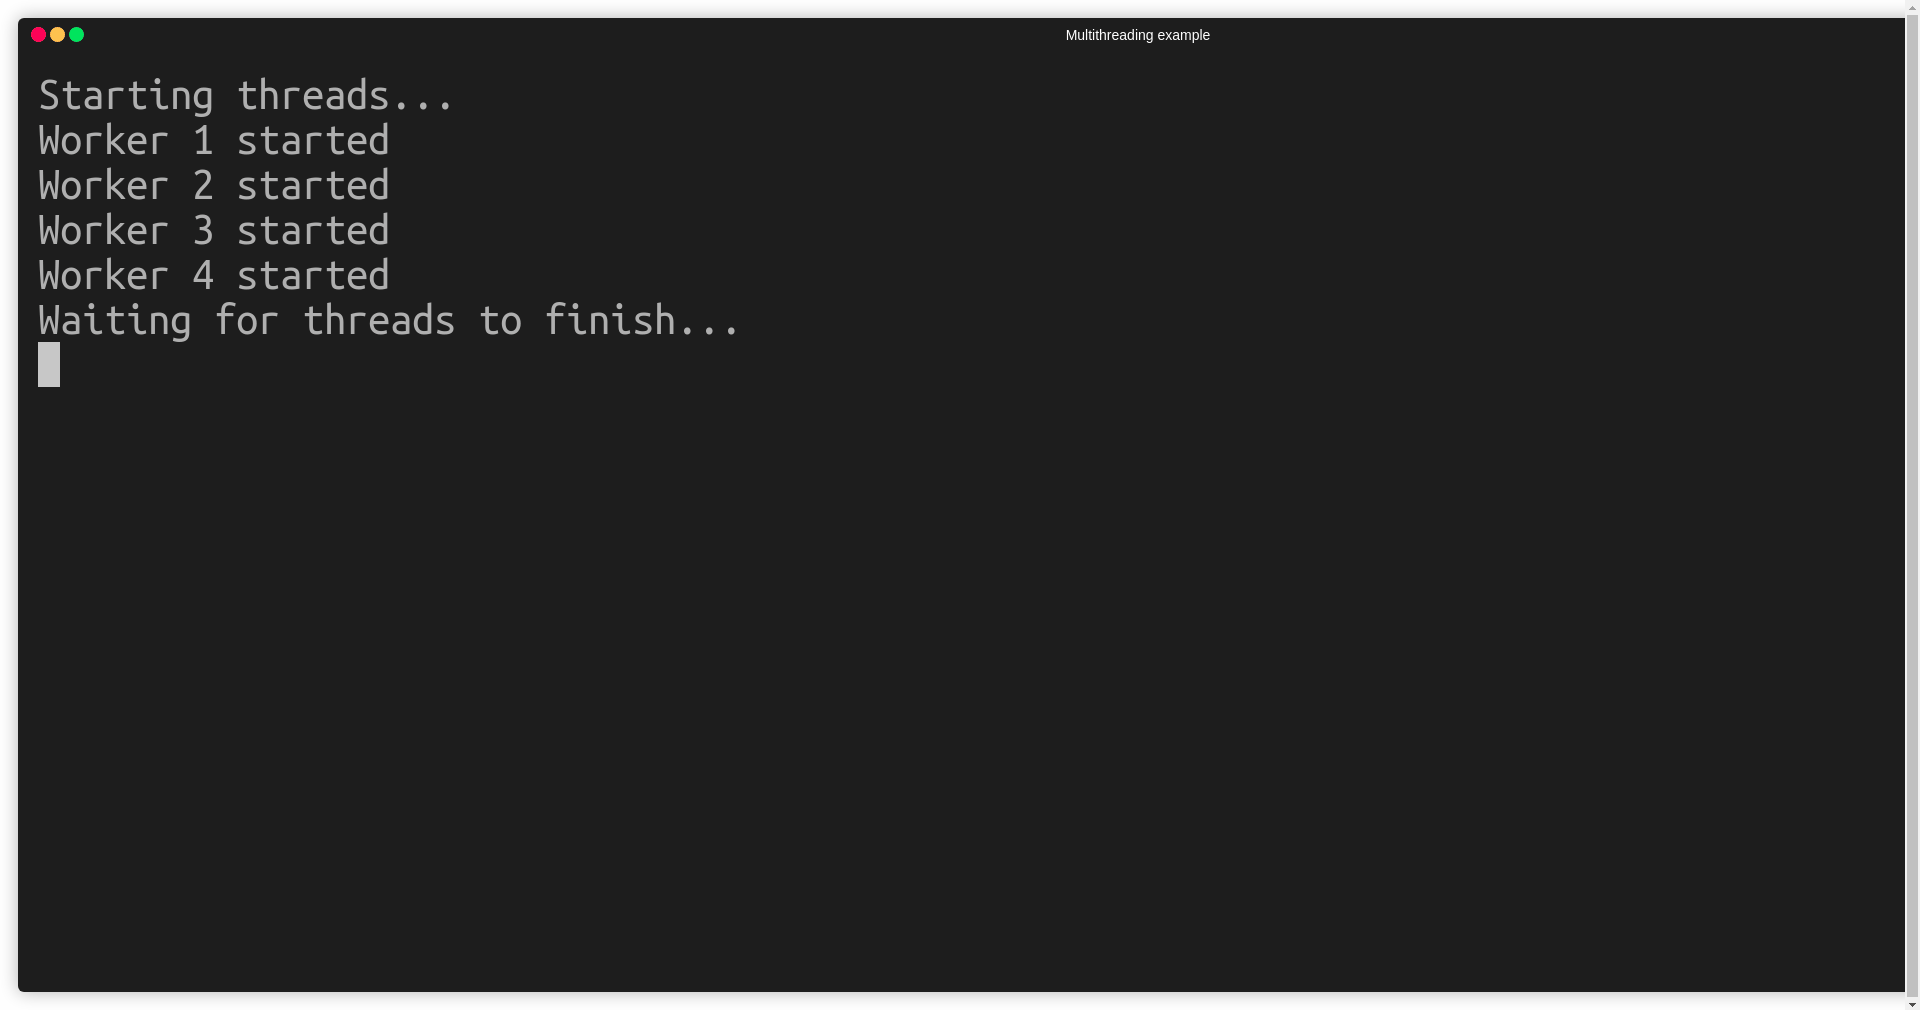 Multithreading example
Starting threads...
Worker 1 started
Worker 2 started
Worker 3 started
Worker 4 started
Waiting for threads to finish...